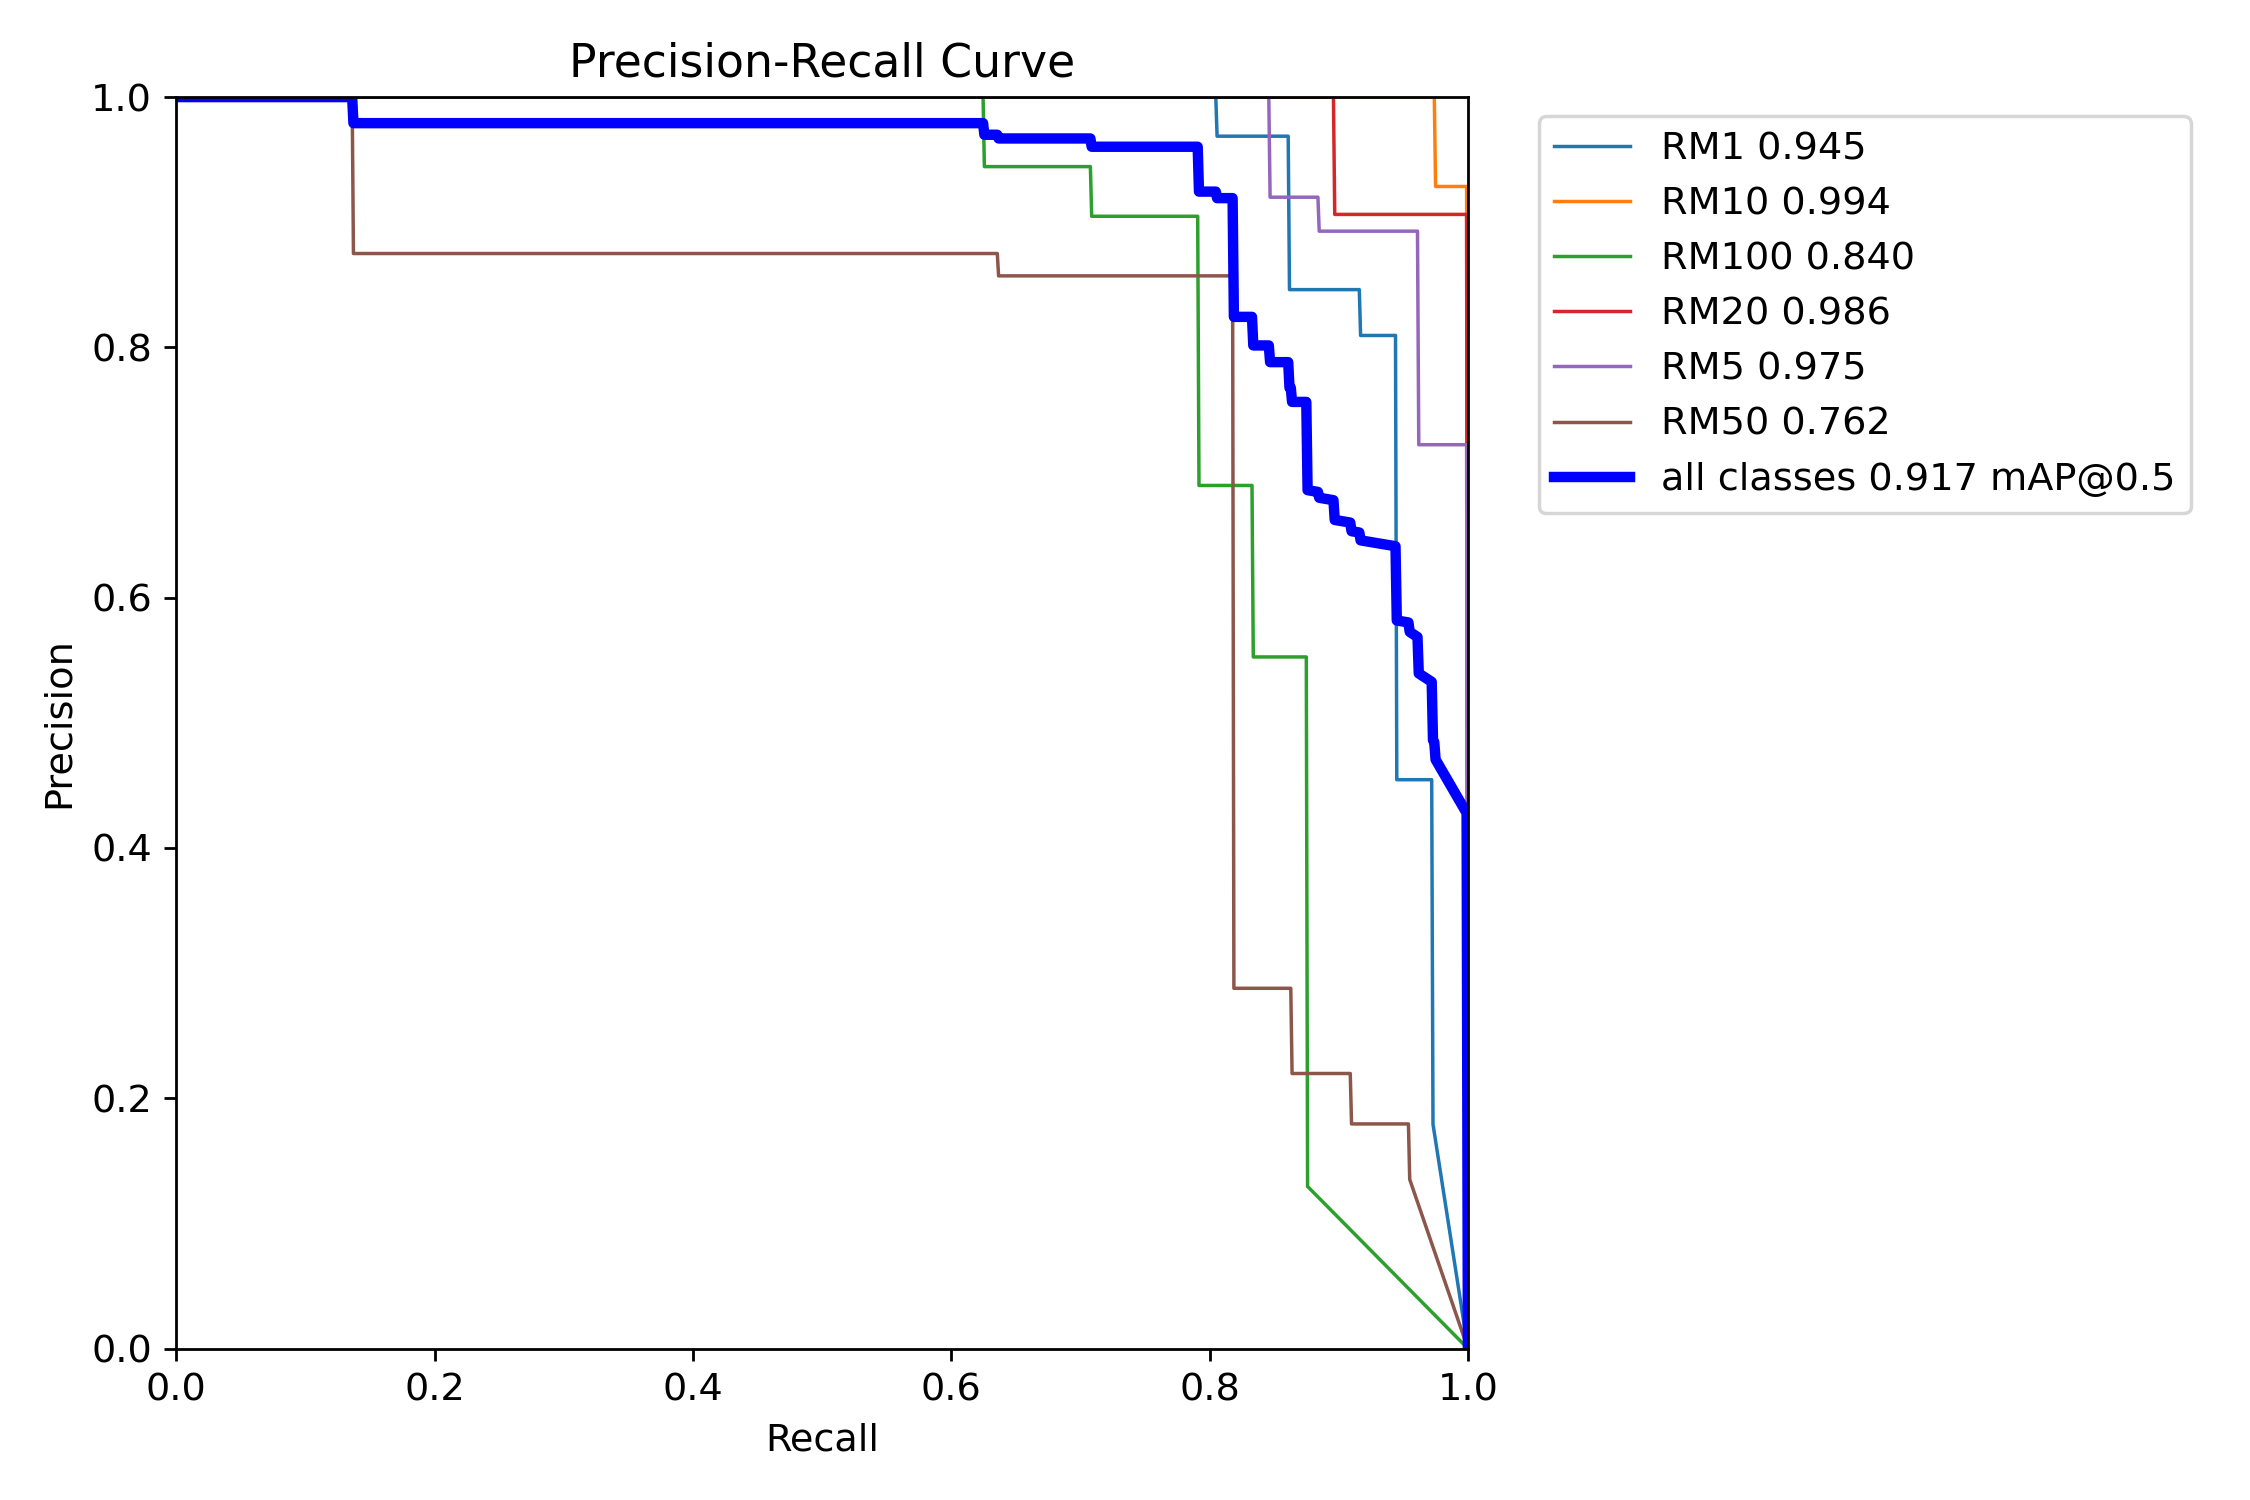 Precision-Recall Curve
1.0
0.8
0.6
0.4
0.2
0.0
Precision
0.0 0.2 0.4 0.6 0.8 1.0
Recall
RM1 0.945
RM10 0.994
RM100 0.840
RM20 0.986
RM5 0.975
RM50 0.762
all classes 0.917 mAP@0.5